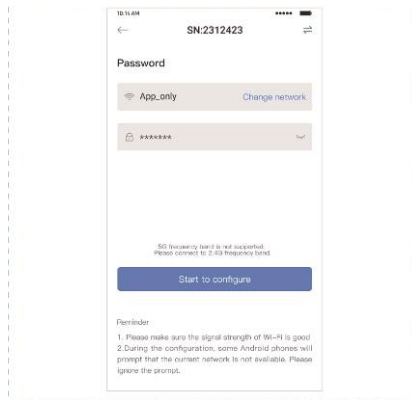 10:14 AM
SN:2312423
Password
App_only Change network
*******
5G frequency band is not supported.
Please connect to 2.4G frequency band.
Start to configure
Reminder
1. Please make sure the signal strength of Wi-Fi is good
2.During the configuration, some Android phones will
prompt that the current network is not available. Please
ignore the prompt.